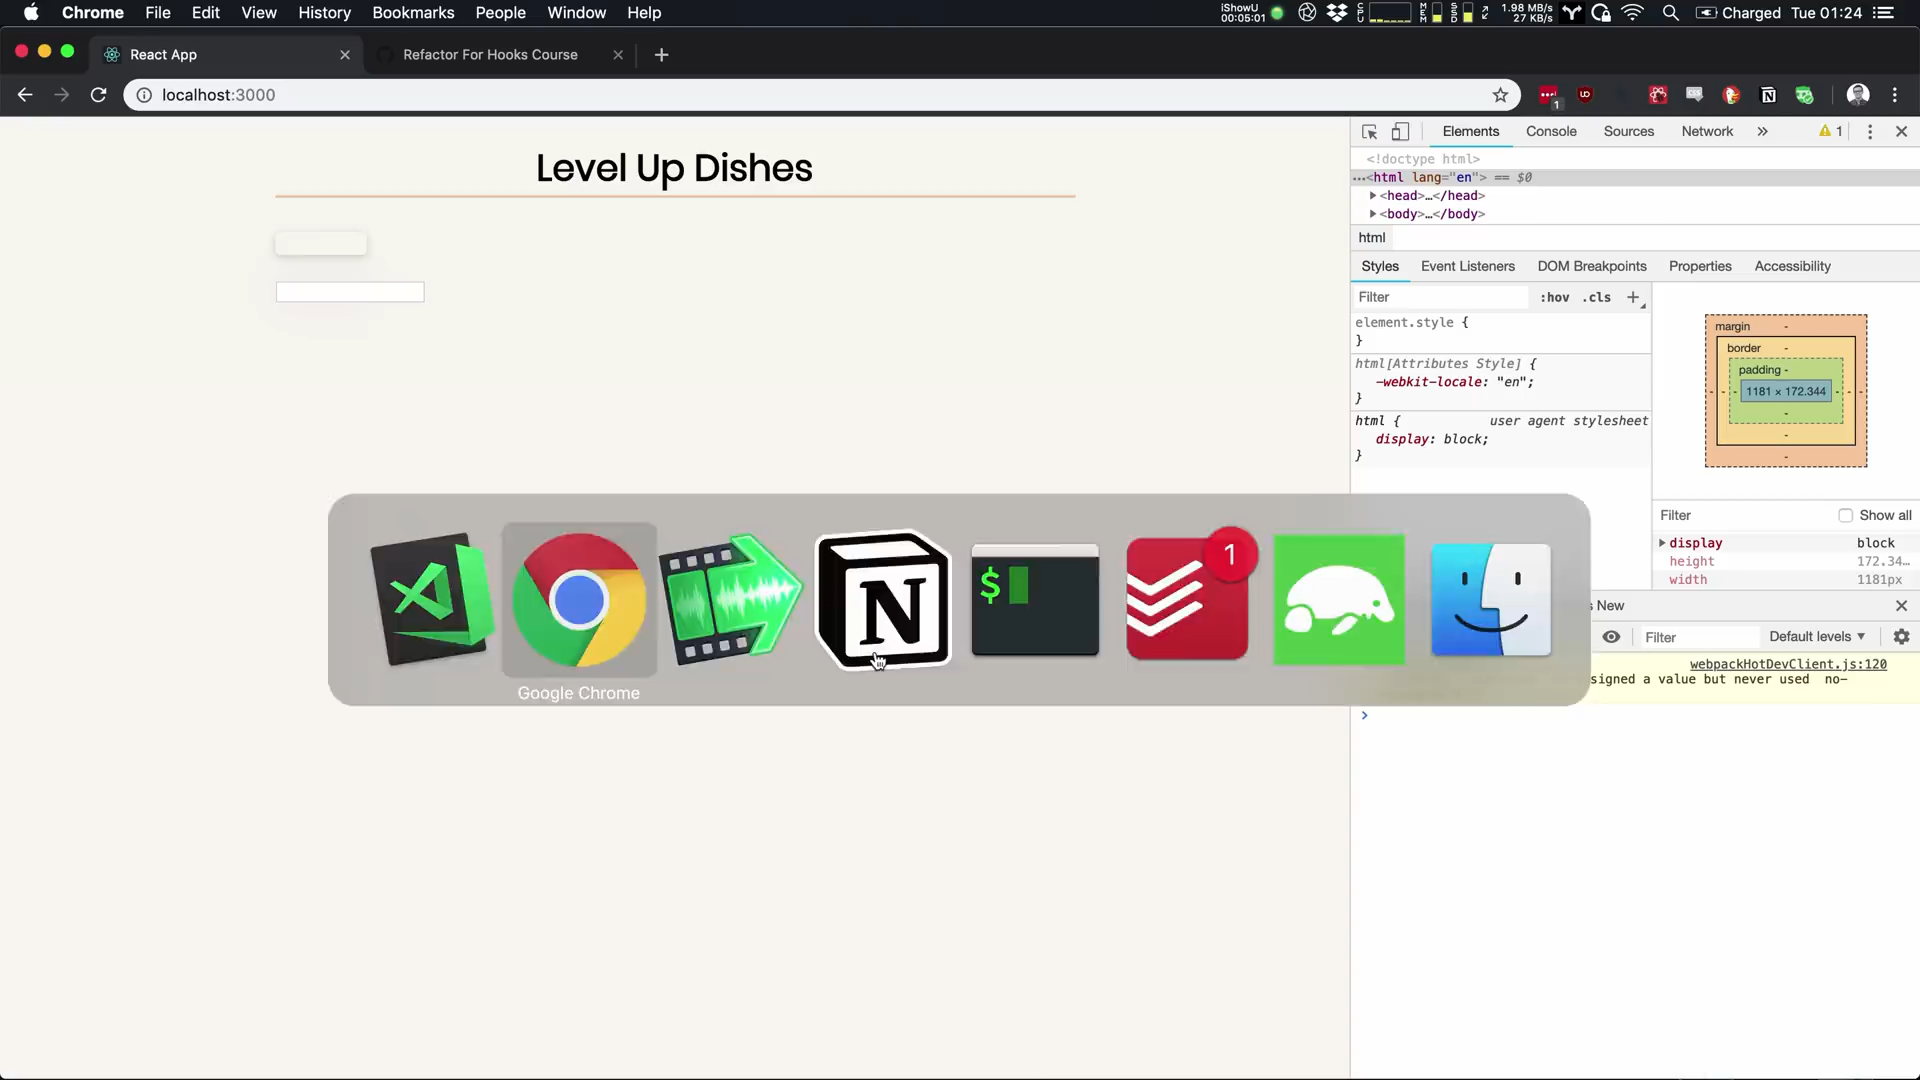 Chrome File Edit View History Bookmarks People Window Help
iShowU
00:05:01
1.98 MB/s
27 KB/s
Charged Tue 01:24
React App
Refactor For Hooks Course
localhost:3000
1
Level Up Dishes
Elements Console Sources Network
1
<!doctype html>
…<html lang="en"> == $0
<head>…</head>
<body>…</body>
html
Styles Event Listeners DOM Breakpoints Properties Accessibility
Filter :hov .cls +
element.style {
}
html[Attributes Style] {
-webkit-locale: "en";
}
html { user agent stylesheet
display: block;
}
margin -
border -
padding -
1181 × 172.344
Filter Show all
display block
height 172.34…
width 1181px
s New
Filter Default levels
webpackHotDevClient.js:120
signed a value but never used no-
$
N
1
Google Chrome